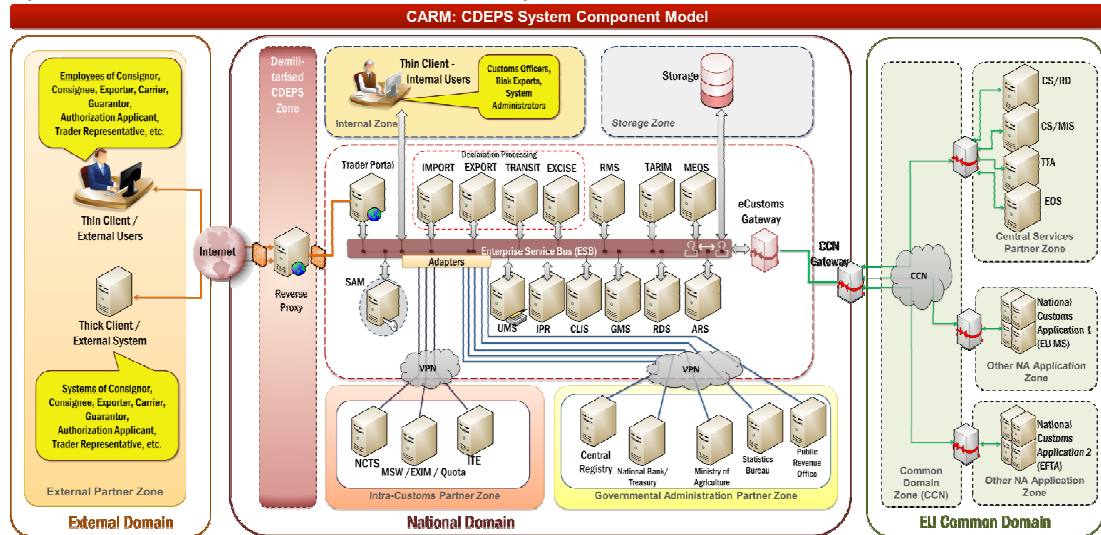 CARM: CDEPS System Component Model
Employees of Consignor,
Consignee, Exporter, Carrier,
Guarantor,
Authorization Applicant,
Trader Representative, etc.
Thin Client /
External Users
Thick Client /
External System
Systems of Consignor,
Consignee, Exporter, Carrier,
Guarantor,
Authorization Applicant,
Trader Representative, etc.
External Partner Zone
External Domain
Internet
Demili-
tarised
CDEPS
Zone
Reverse
Proxy
Thin Client -
Internal Users
Customs Officers,
Risk Experts,
System
Administrators
Internal Zone
Storage
Storage Zone
Trader Portal
Declaration Processing
IMPORT
EXPORT
TRANSIT
EXCISE
RMS
TARIM
MEOS
Enterprise Service Bus (ESB)
Adapters
SAM
UMS
IPR
CLIS
GMS
RDS
ARS
eCustoms
Gateway
CCN
Gateway
VPN
VPN
NCTS
MSW /EXIM / Quota
ITE
Intra-Customs Partner Zone
Central
Registry
National Bank/
Treasury
Ministry of
Agriculture
Statistics
Bureau
Public
Revenue
Office
Governmental Administration Partner Zone
National Domain
CCN
Common
Domain
Zone (CCN)
CS/RD
CS/MIS
TTA
EOS
Central Services
Partner Zone
National
Customs
Application 1
(EU MS)
Other NA Application
Zone
National
Customs
Application 2
(EFTA)
Other NA Application
Zone
EU Common Domain